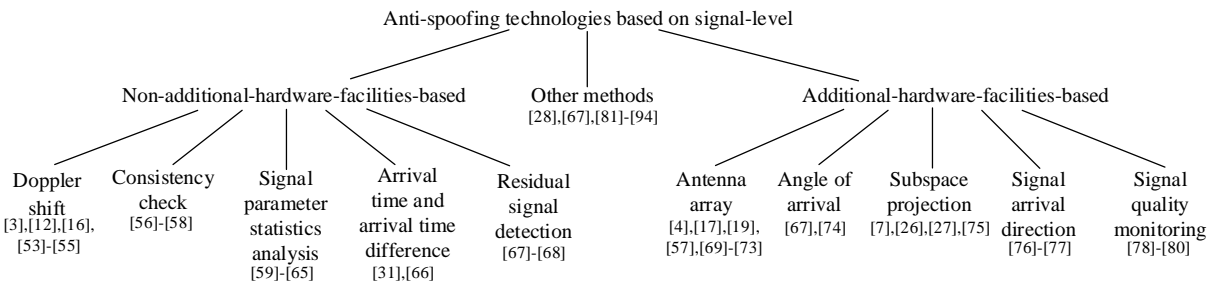 Anti-spoofing technologies based on signal-level
Non-additional-hardware-facilities-based
Other methods
[28],[67],[81]-[94]
Additional-hardware-facilities-based
Doppler
shift
[3],[12],[16],
[53]-[55]
Consistency
check
[56]-[58]
Signal
parameter
statistics
analysis
[59]-[65]
Arrival
time and
arrival time
difference
[31],[66]
Residual
signal
detection
[67]-[68]
Antenna
array
[4],[17],[19],
[57],[69]-[73]
Angle of
arrival
[67],[74]
Subspace
projection
[7],[26],[27],[75]
Signal
arrival
direction
[76]-[77]
Signal
quality
monitoring
[78]-[80]